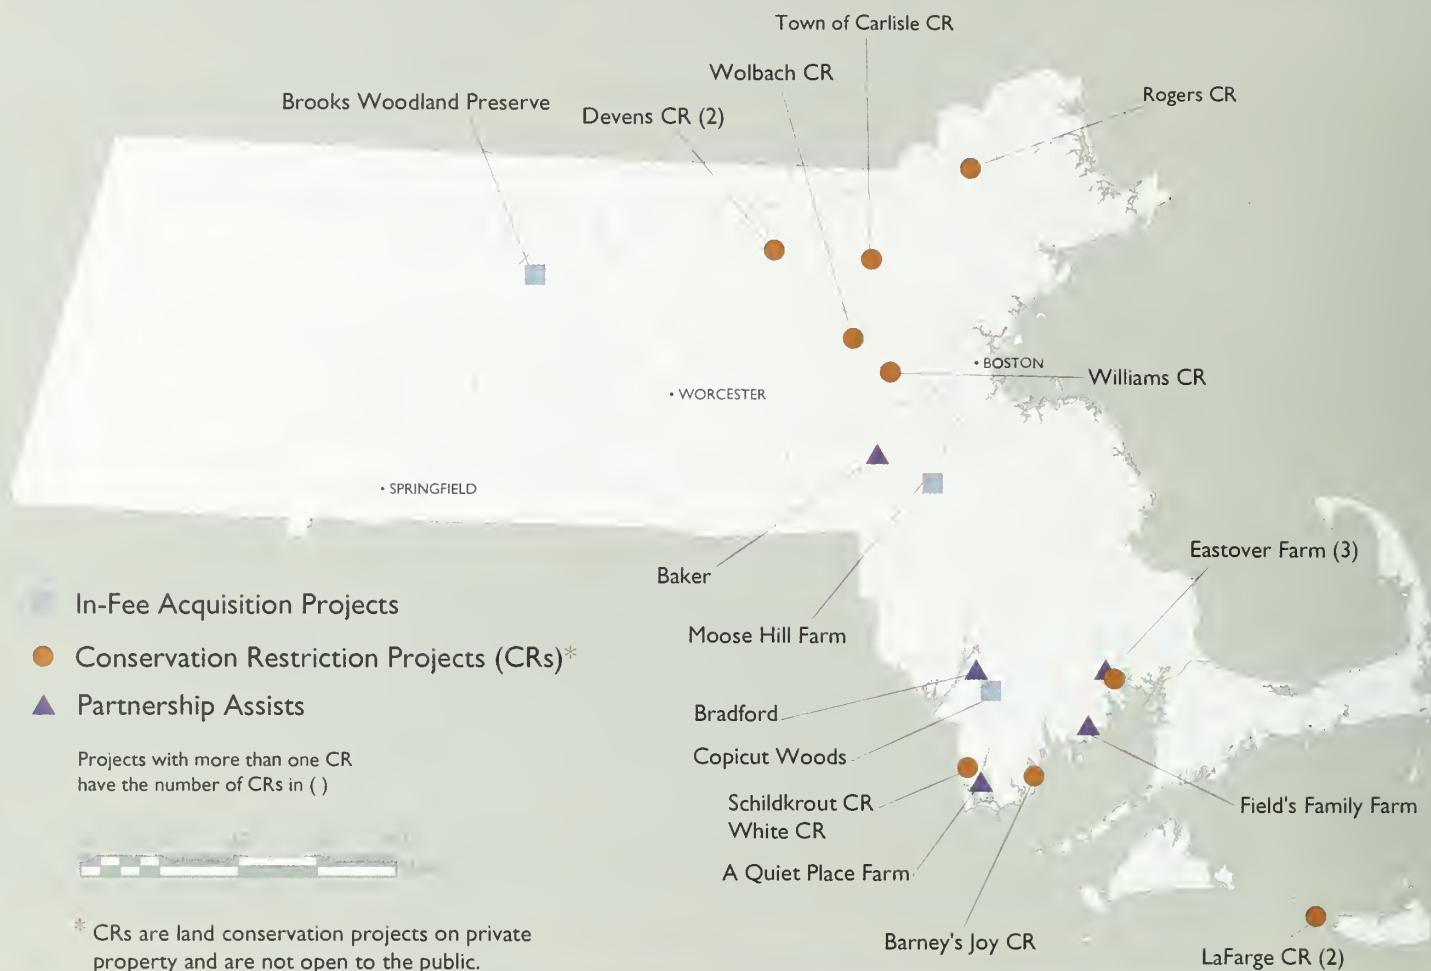 Town of Carlisle CR
Wolbach CR
Rogers CR
Brooks Woodland Preserve
Devens CR (2)
• BOSTON
Williams CR
• WORCESTER
• SPRINGFIELD
Eastover Farm (3)
Baker
In-Fee Acquisition Projects
Moose Hill Farm
Conservation Restriction Projects (CRs)*
Partnership Assists
Bradford
Copicut Woods
Projects with more than one CR
have the number of CRs in ( )
Schildkrout CR
White CR
Field's Family Farm
A Quiet Place Farm
Barney's Joy CR
* CRs are land conservation projects on private
property and are not open to the public.
LaFarge CR (2)